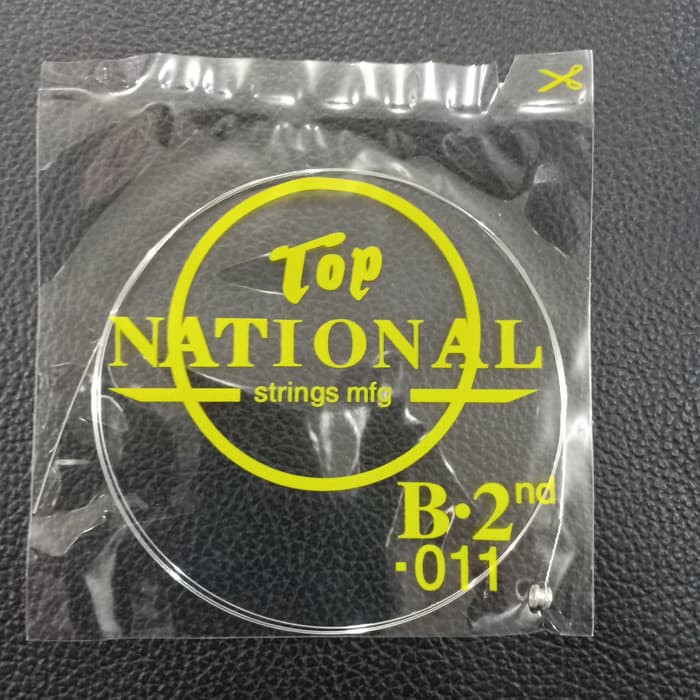 Top
NATIONAL
strings mfg
B·2nd
·011